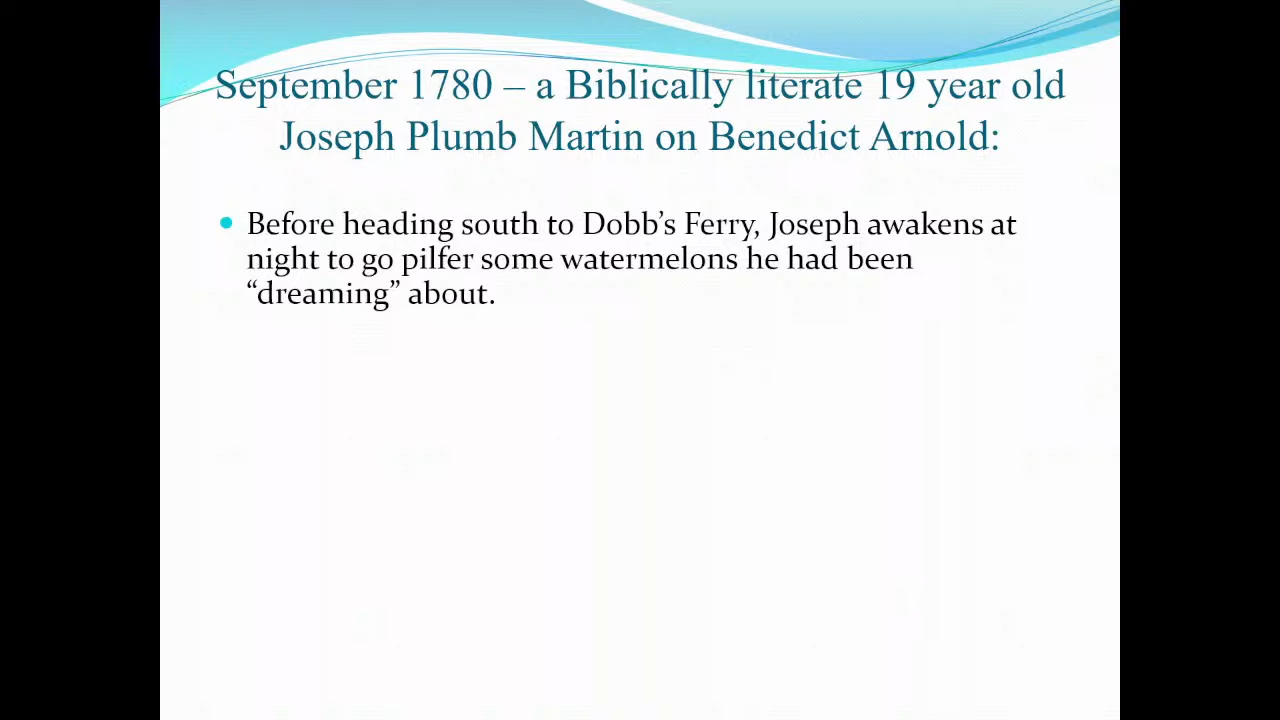 September 1780 – a Biblically literate 19 year old
Joseph Plumb Martin on Benedict Arnold:
Before heading south to Dobb’s Ferry, Joseph awakens at
night to go pilfer some watermelons he had been
“dreaming” about.